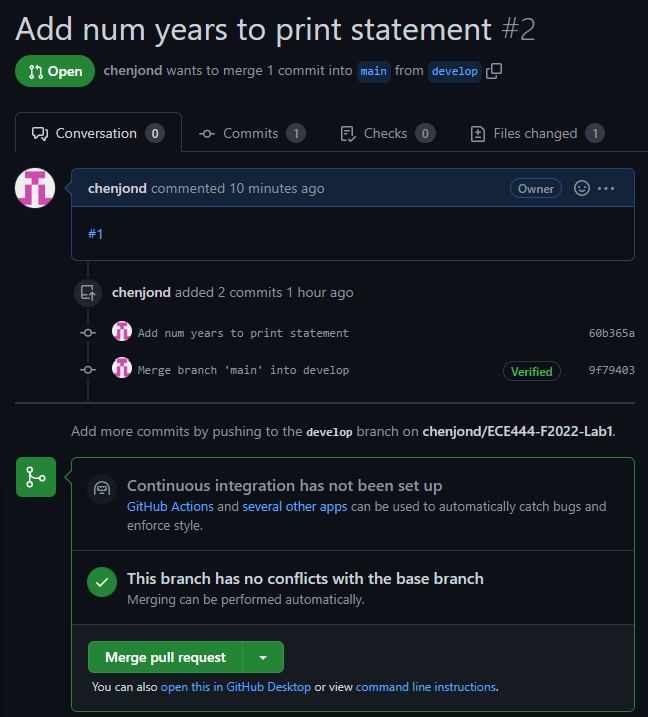 Add num years to print statement #2
Open chenjond wants to merge 1 commit into main from develop
Conversation 0 Commits 1 Checks 0 Files changed 1
chenjond commented 10 minutes ago Owner
#1
chenjond added 2 commits 1 hour ago
Add num years to print statement 60b365a
Merge branch 'main' into develop Verified 9f79403
Add more commits by pushing to the develop branch on chenjond/ECE444-F2022-Lab1.
Continuous integration has not been set up
GitHub Actions and several other apps can be used to automatically catch bugs and
enforce style.
This branch has no conflicts with the base branch
Merging can be performed automatically.
Merge pull request
You can also open this in GitHub Desktop or view command line instructions.